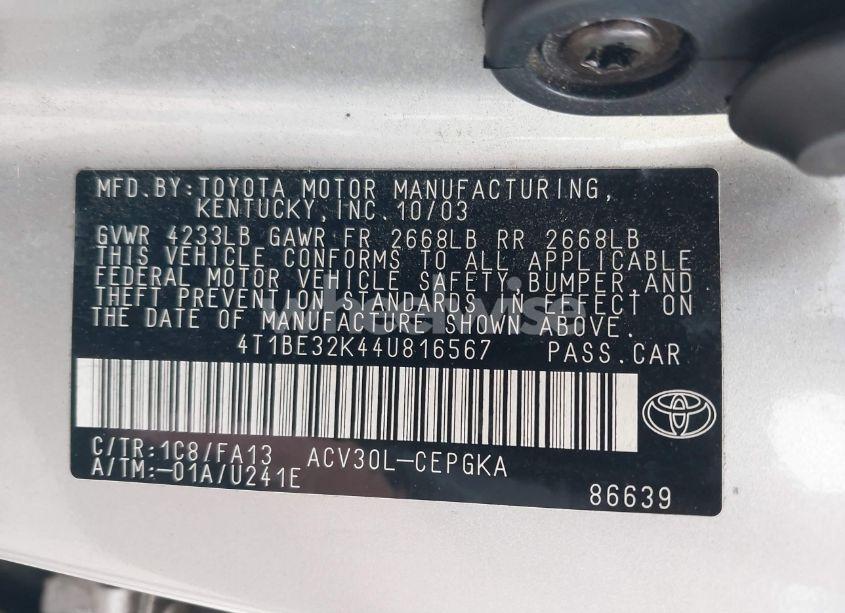 MFD.BY:TOYOTA MOTOR MANUFACTURING,
KENTUCKY,INC.10/03
GVWR 4233LB GAWR FR 2668LB RR 2668LB
THIS VEHICLE CONFORMS TO ALL APPLICABLE
FEDERAL MOTOR VEHICLE SAFETY,BUMPER,AND
THEFT PREVENTION STANDARDS IN EFFECT ON
THE DATE OF MANUFACTURE SHOWN ABOVE.
4T1BE32K44U816567 PASS.CAR
C/TR:1C8/FA13 ACV30L-CEPGKA
A/TM:-01A/U241E
86639
wheelwise